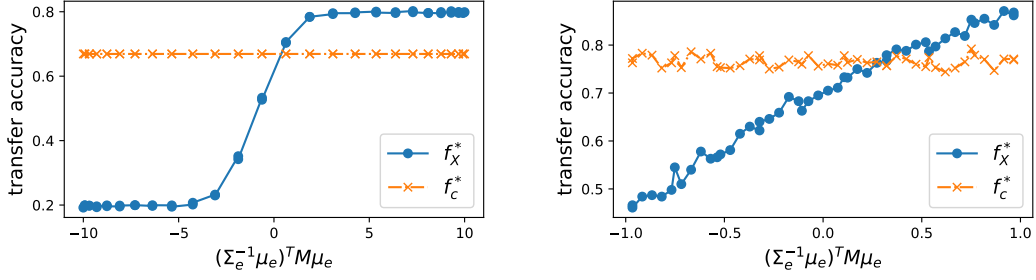 transfer accuracy
0.8
0.6
0.4
0.2
−10
−5
0
5
10
(Σ_e^{−1} μ_e)^T Mμ_e
f_X^*
f_c^*
transfer accuracy
0.8
0.7
0.6
0.5
−1.0
−0.5
0.0
0.5
1.0
(Σ_e^{−1} μ_e)^T Mμ_e
f_X^*
f_c^*